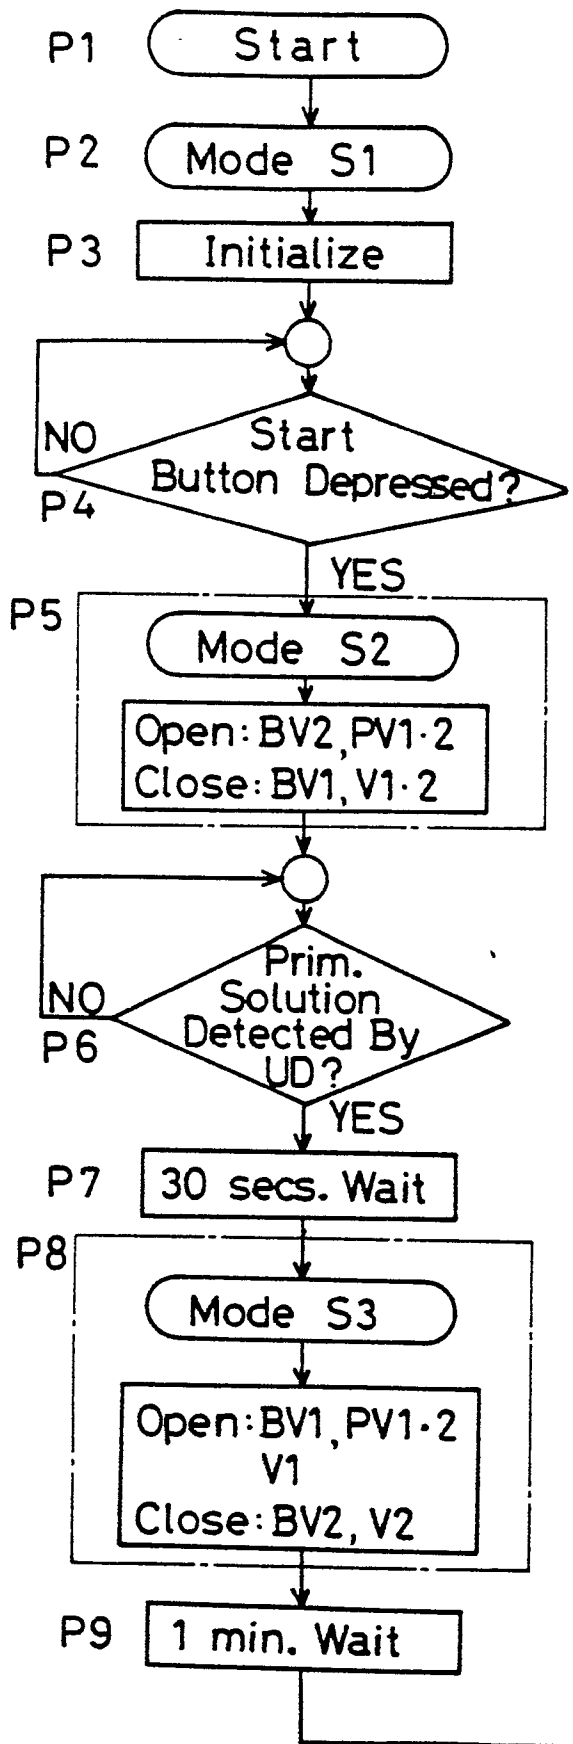 P1
Start
P2
Mode S1
P3
Initialize
NO
Start
Button Depressed?
P4
YES
P5
Mode S2
Open:BV2,PV1·2
Close:BV1,V1·2
NO
Prim.
Solution
Detected By
UD?
P6
YES
P7
30 secs. Wait
P8
Mode S3
Open:BV1,PV1·2
V1
Close:BV2,V2
P9
1 min. Wait